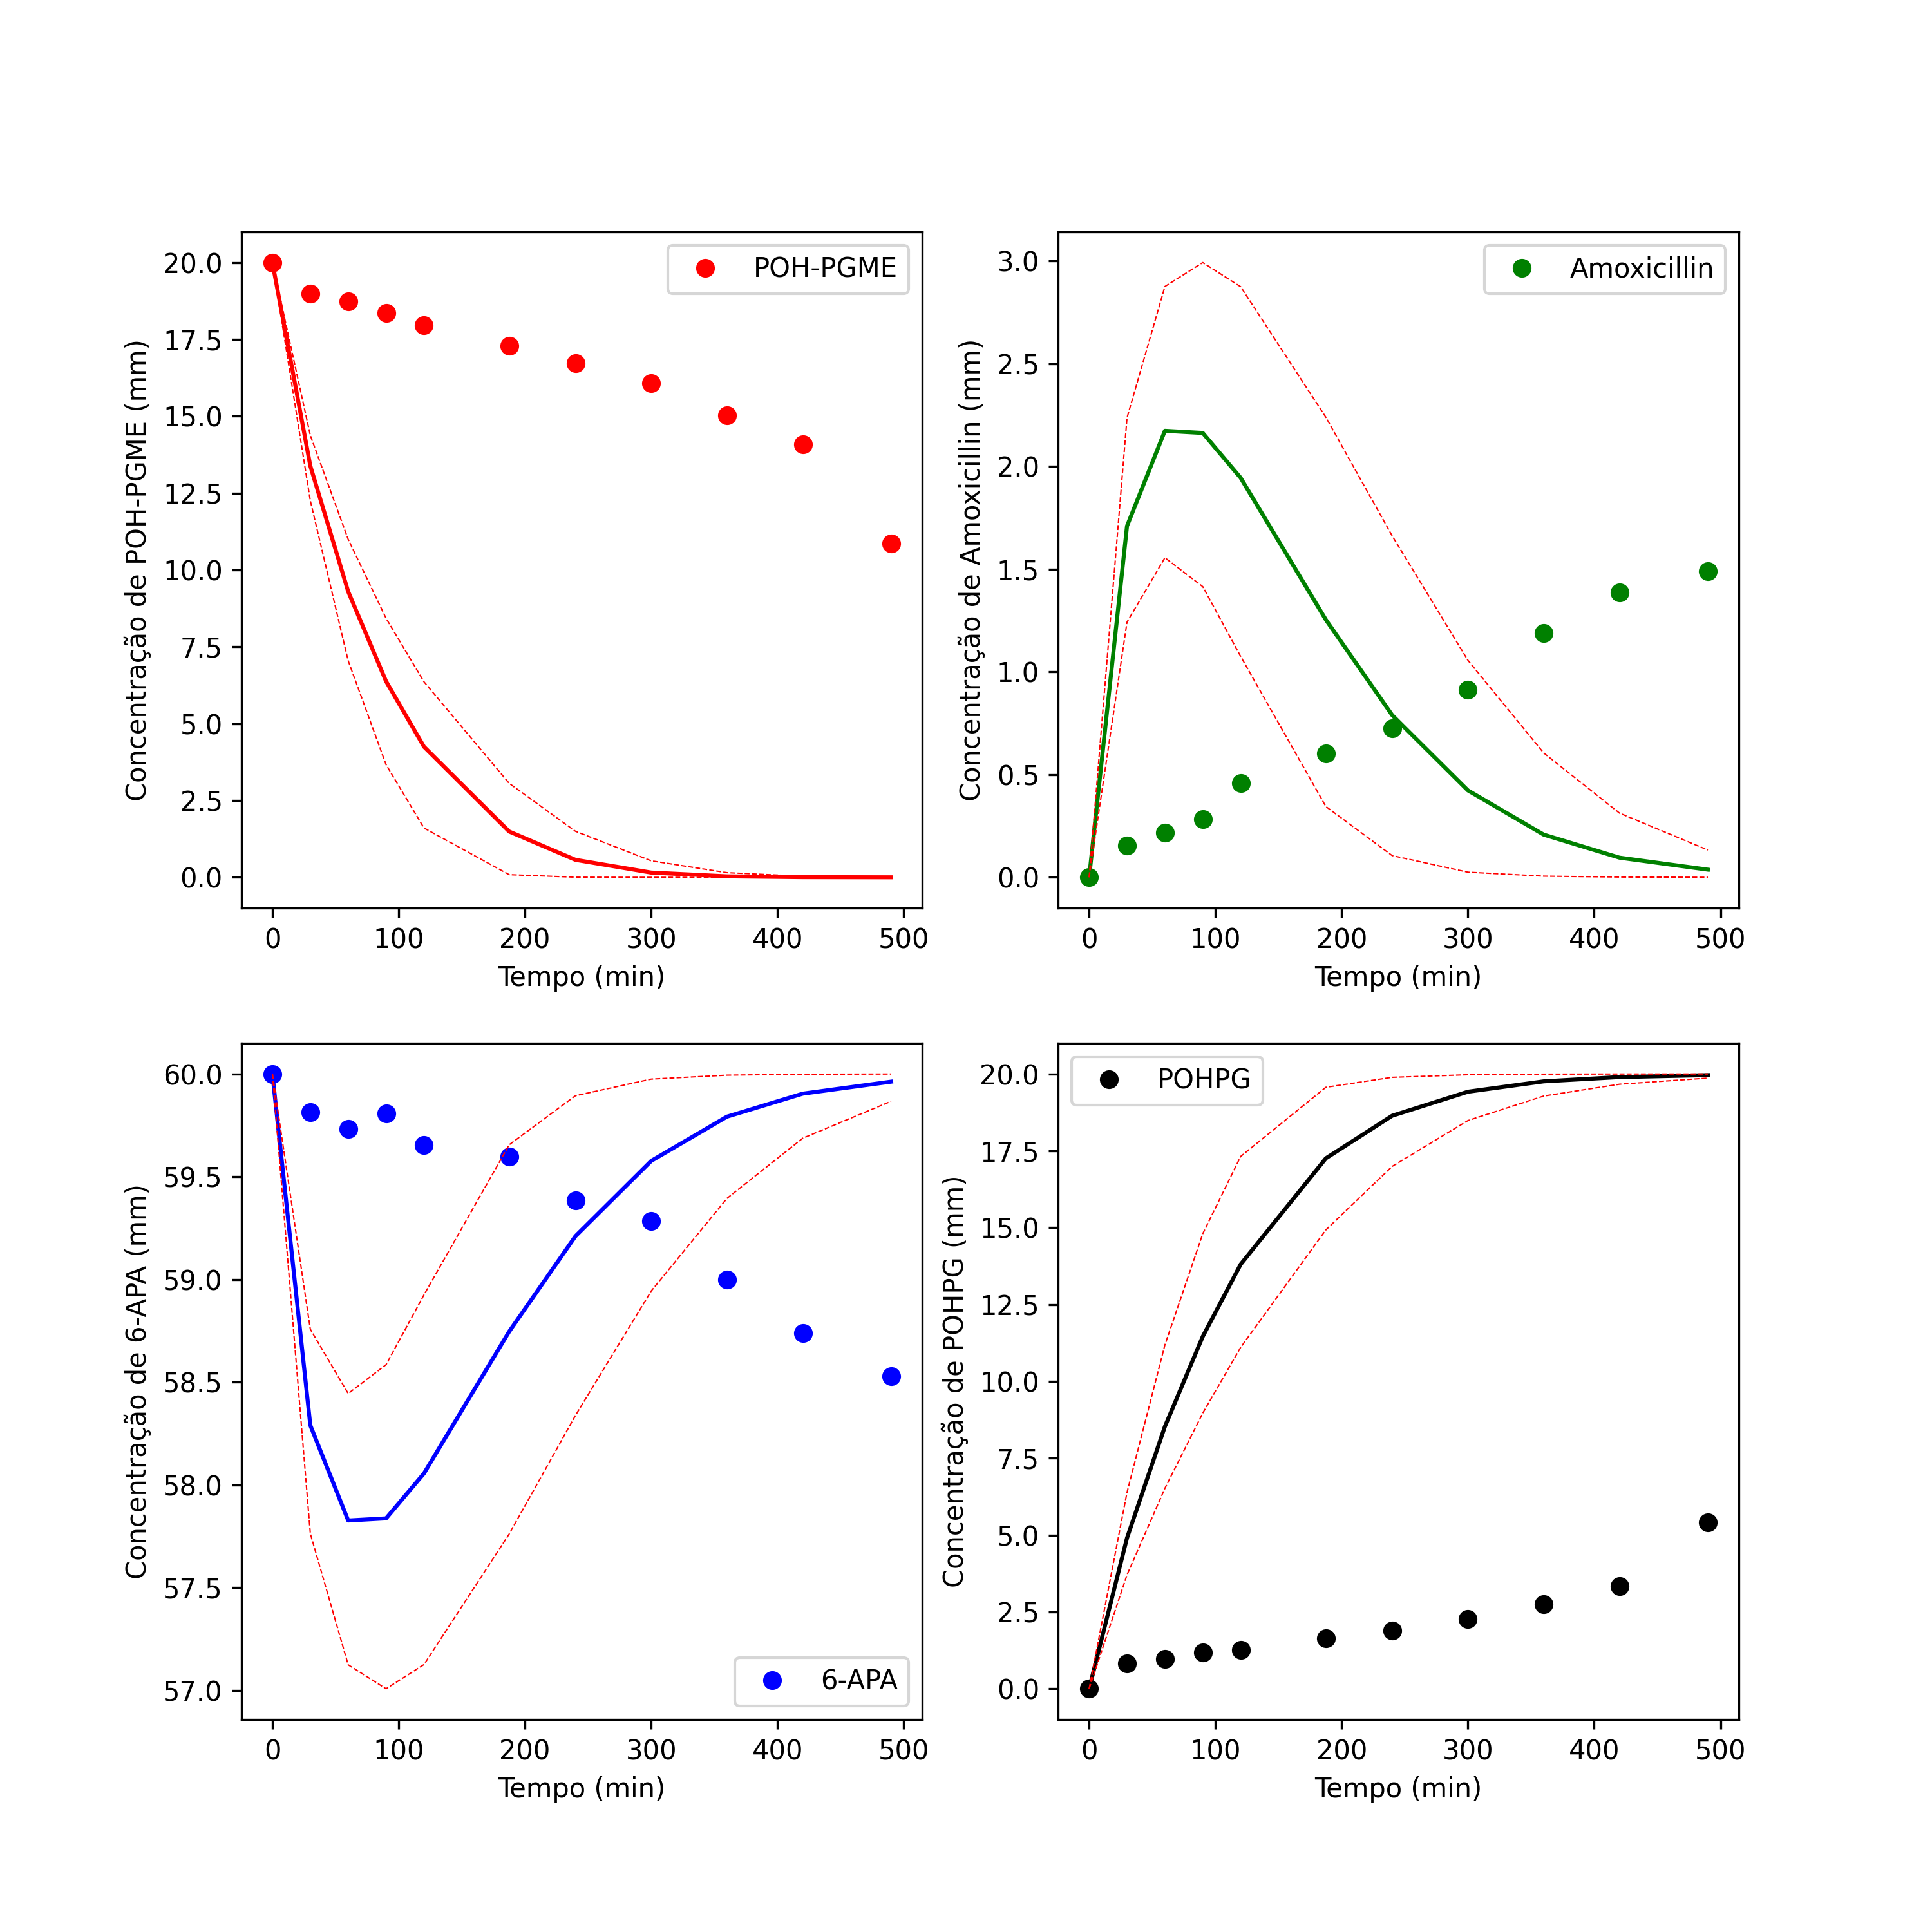 POH-PGME
20.0
17.5
15.0
12.5
10.0
7.5
5.0
2.5
0.0
Concentração de POH-PGME (mm)
0 100 200 300 400 500
Tempo (min)
Amoxicillin
3.0
2.5
2.0
1.5
1.0
0.5
0.0
Concentração de Amoxicillin (mm)
0 100 200 300 400 500
Tempo (min)
60.0
59.5
59.0
58.5
58.0
57.5
57.0
Concentração de 6-APA (mm)
6-APA
0 100 200 300 400 500
Tempo (min)
POHPG
20.0
17.5
15.0
12.5
10.0
7.5
5.0
2.5
0.0
Concentração de POHPG (mm)
0 100 200 300 400 500
Tempo (min)